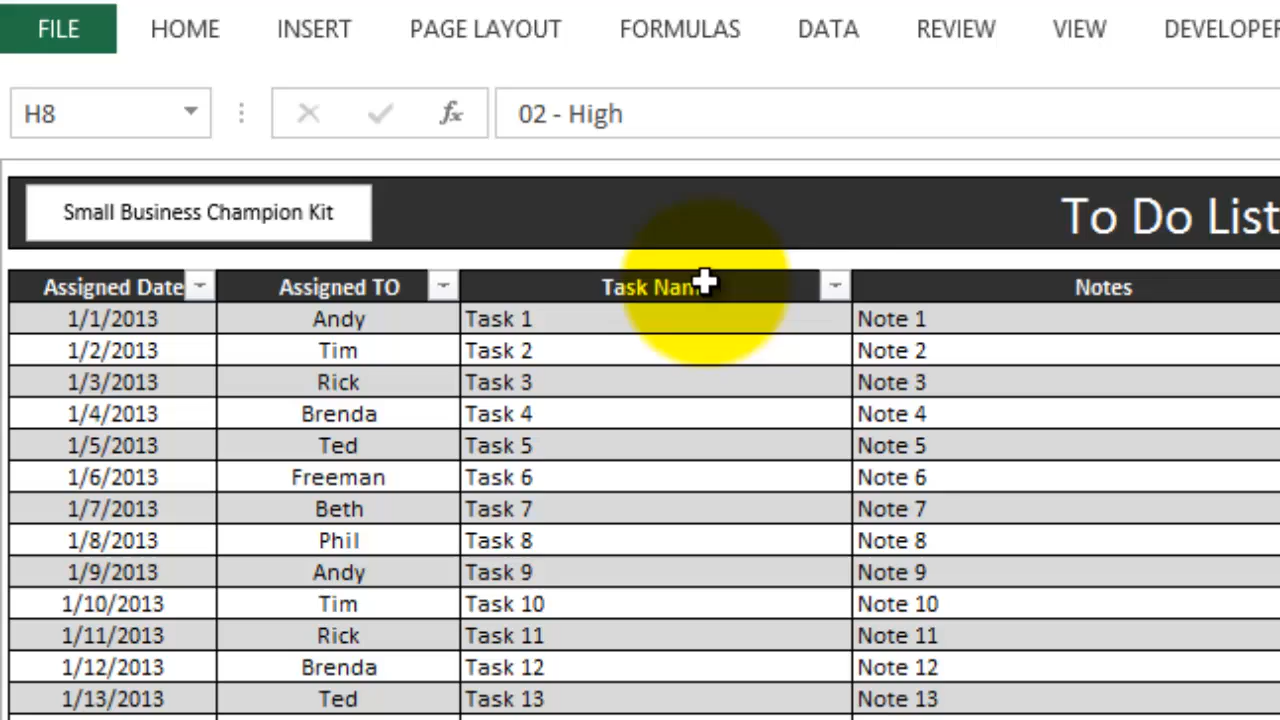 FILE HOME INSERT PAGE LAYOUT FORMULAS DATA REVIEW VIEW DEVELOPER
H8 fx 02 - High
Small Business Champion Kit To Do List
Assigned Date Assigned TO Task Nam Notes
1/1/2013 Andy Task 1 Note 1
1/2/2013 Tim Task 2 Note 2
1/3/2013 Rick Task 3 Note 3
1/4/2013 Brenda Task 4 Note 4
1/5/2013 Ted Task 5 Note 5
1/6/2013 Freeman Task 6 Note 6
1/7/2013 Beth Task 7 Note 7
1/8/2013 Phil Task 8 Note 8
1/9/2013 Andy Task 9 Note 9
1/10/2013 Tim Task 10 Note 10
1/11/2013 Rick Task 11 Note 11
1/12/2013 Brenda Task 12 Note 12
1/13/2013 Ted Task 13 Note 13